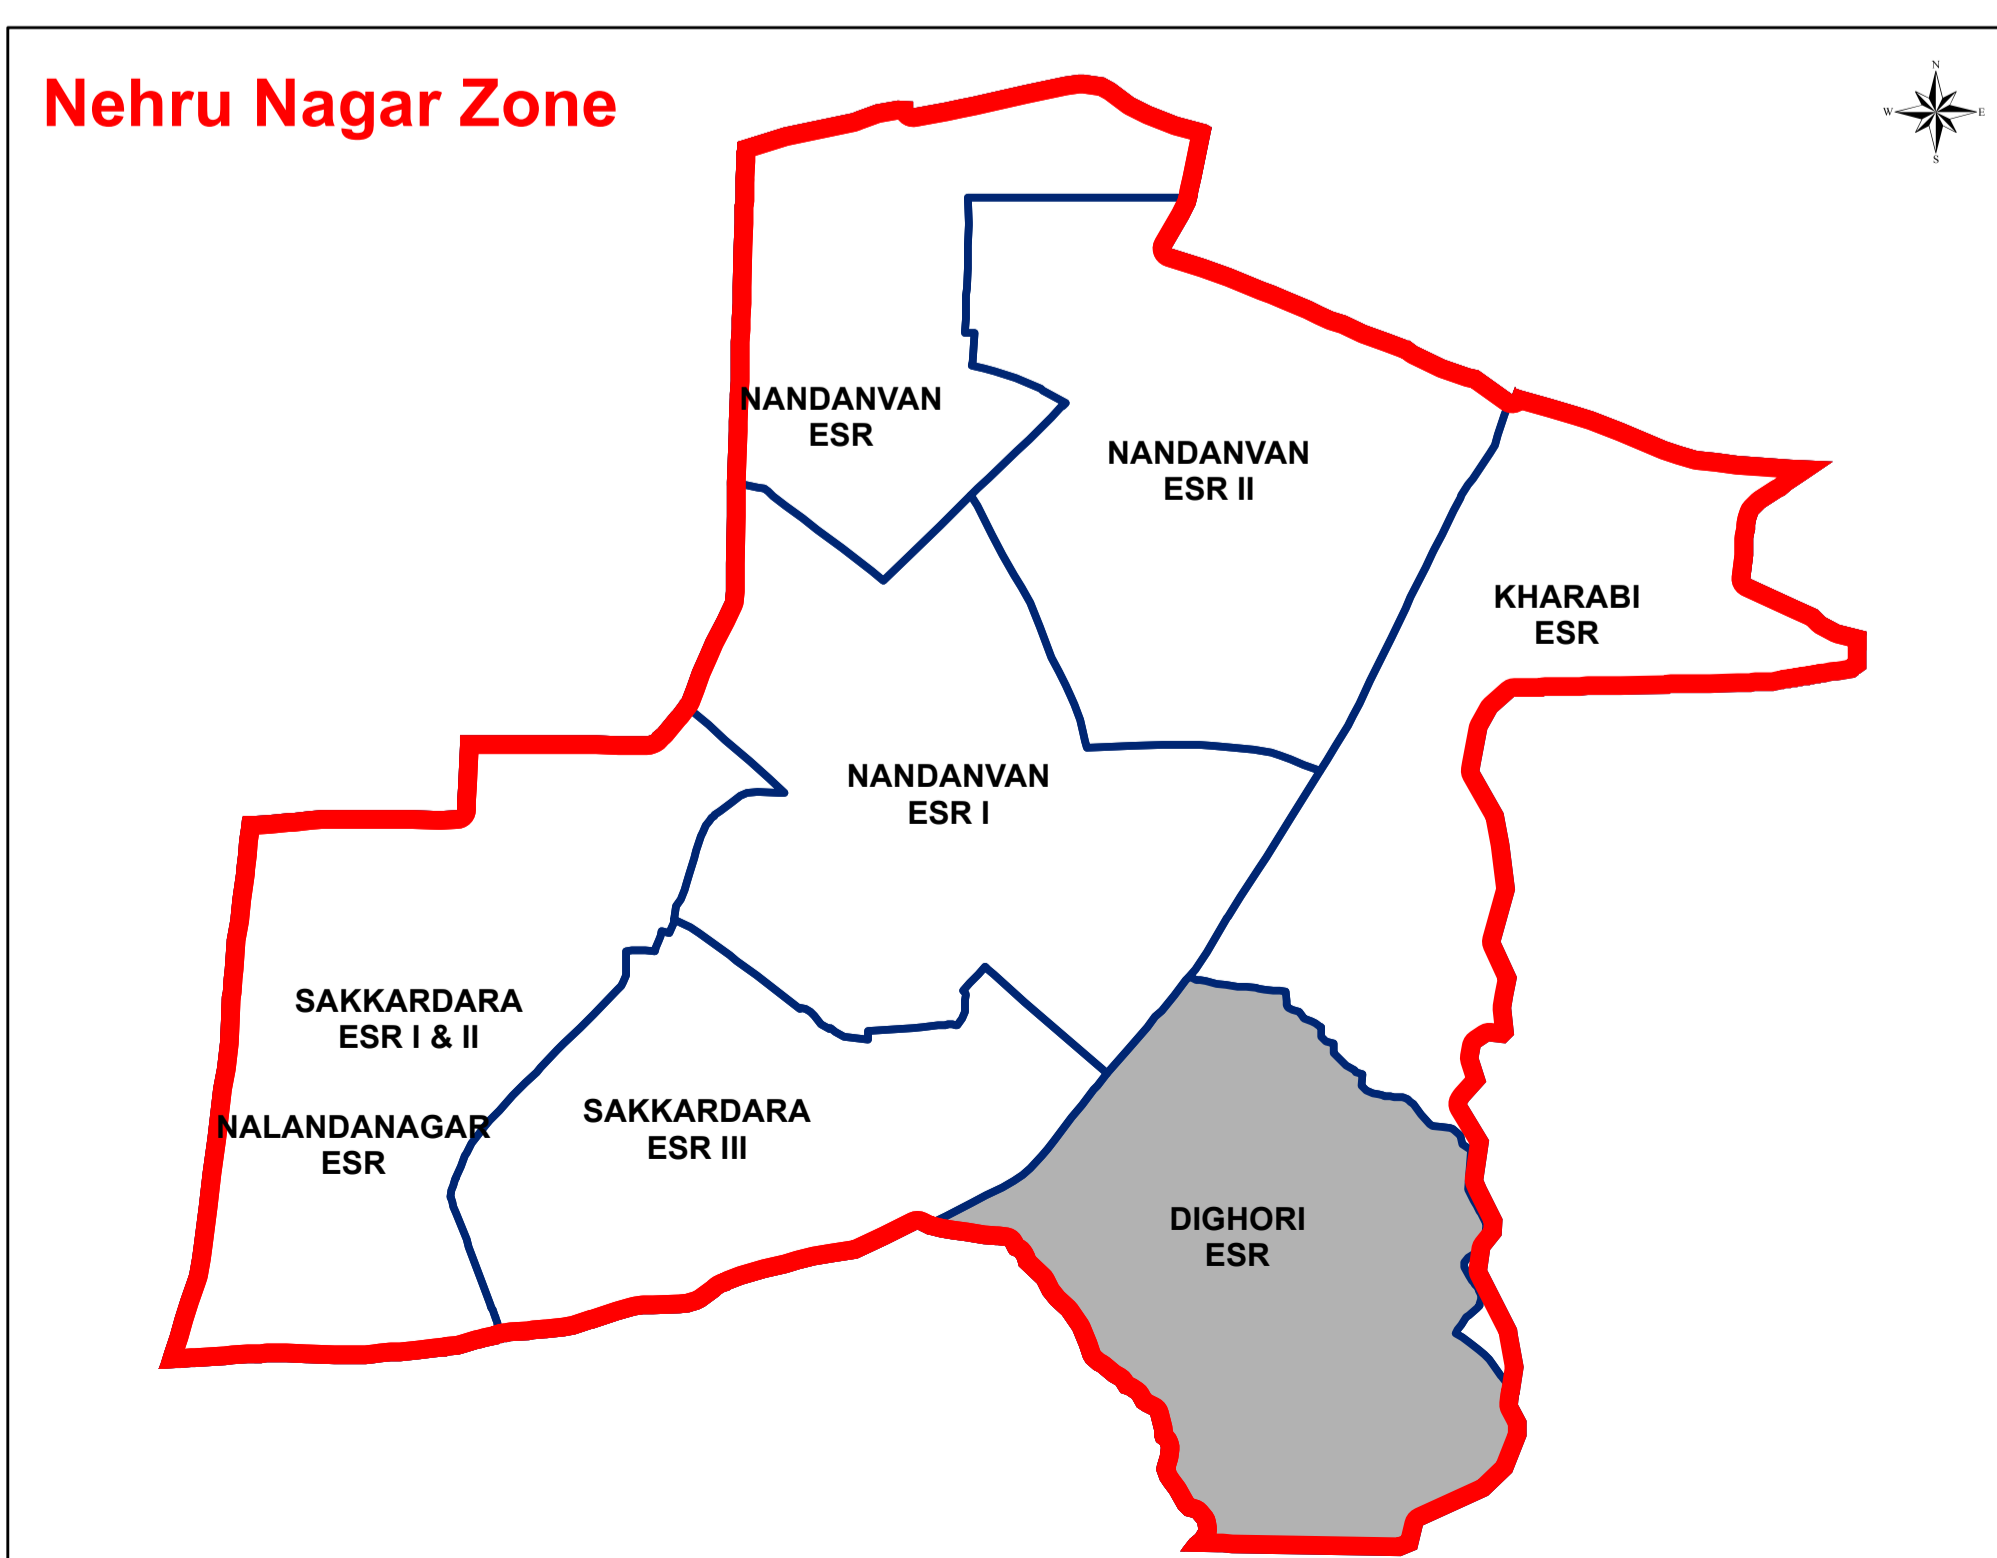 Nehru Nagar Zone
N
W
E
S
NANDANVAN
ESR
NANDANVAN
ESR II
KHARABI
ESR
NANDANVAN
ESR I
SAKKARDARA
ESR I & II
NALANDANAGAR
ESR
SAKKARDARA
ESR III
DIGHORI
ESR